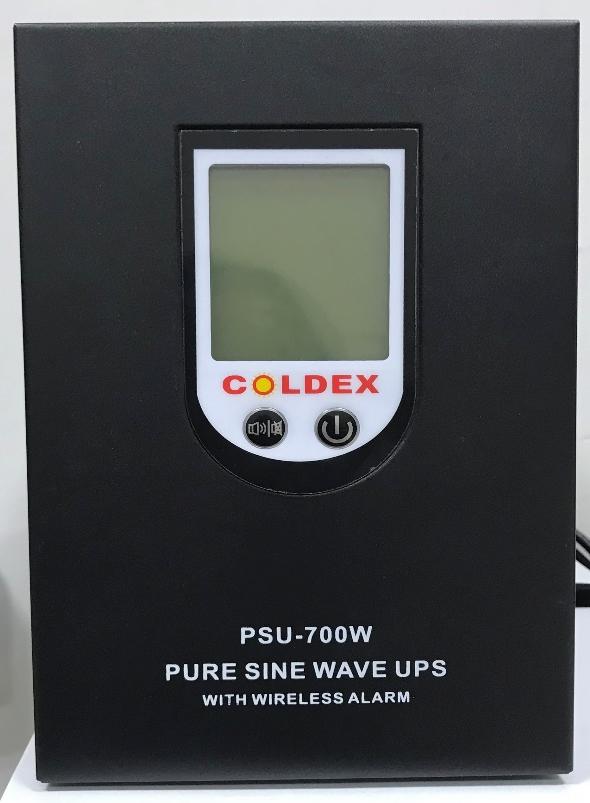 COLDEX
PSU-700W
PURE SINE WAVE UPS
WITH WIRELESS ALARM